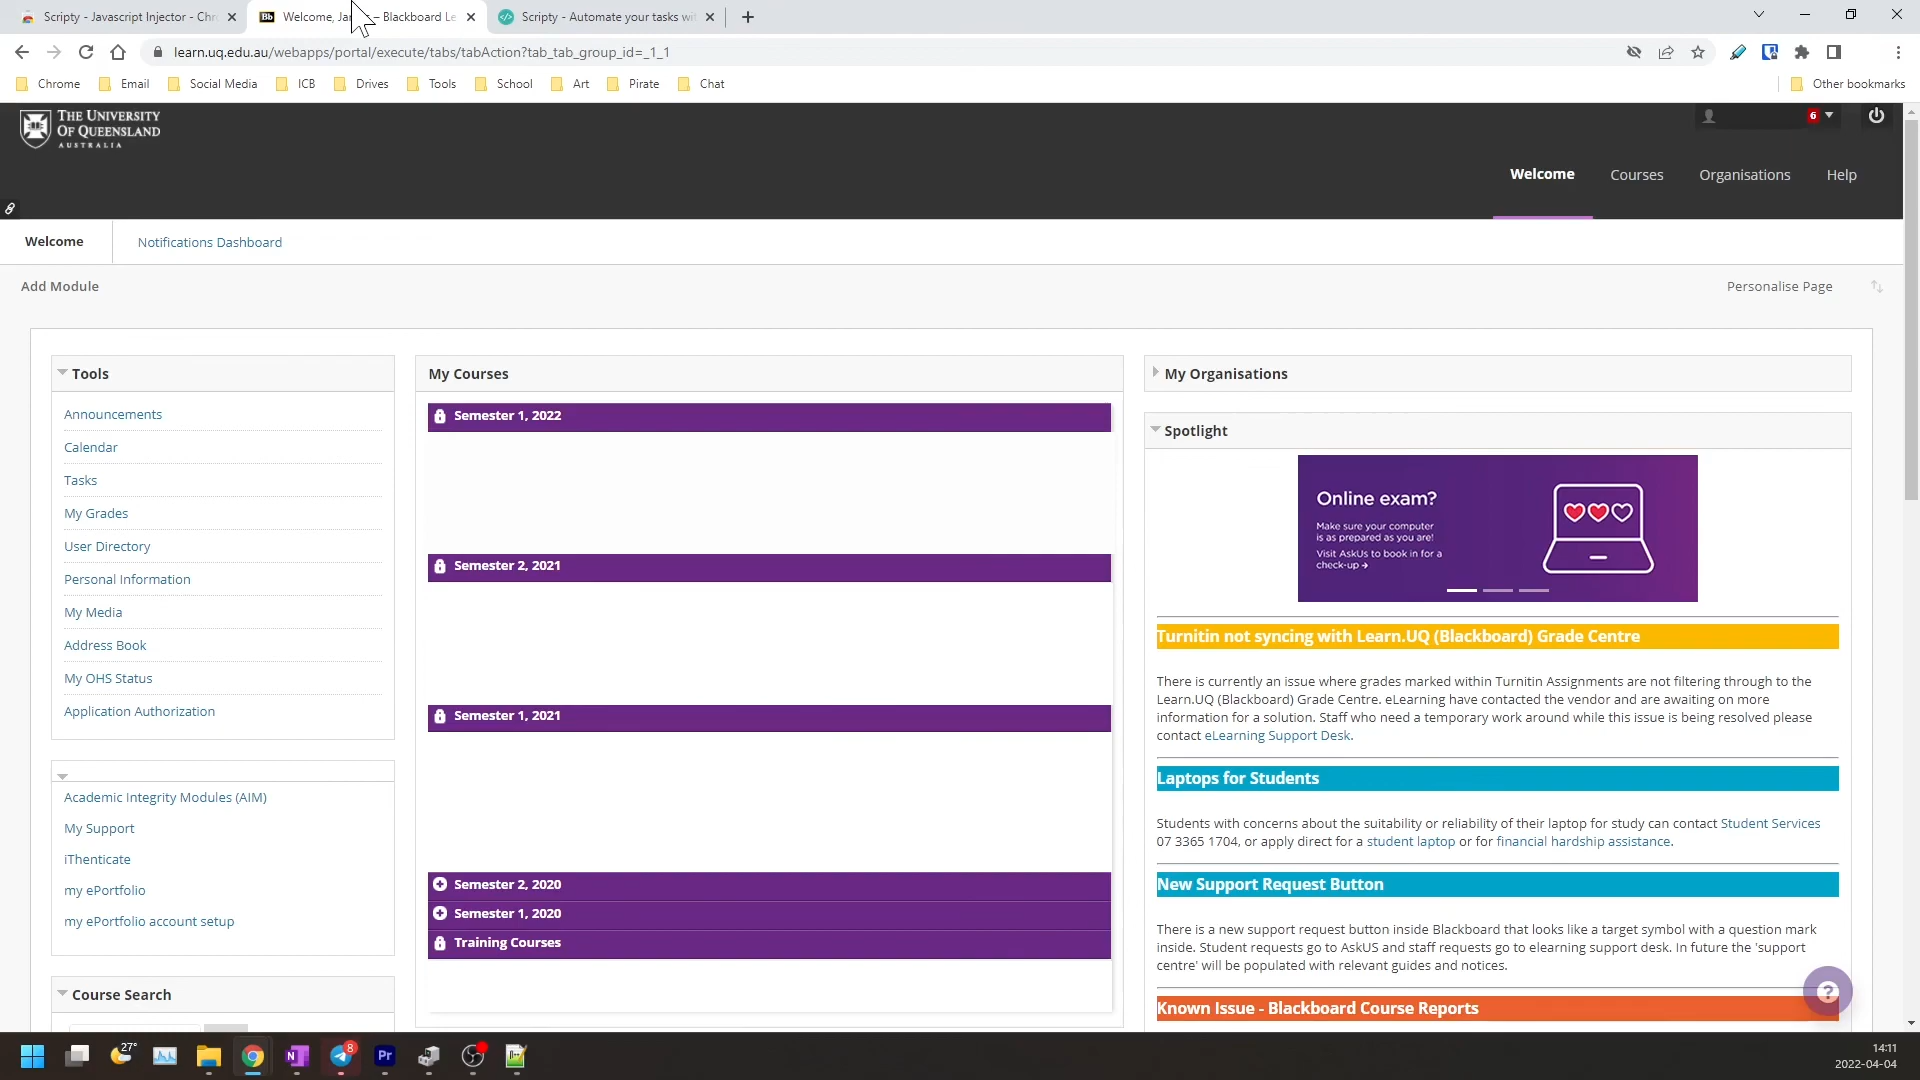 Scripty - Javascript Injector - Chr
Welcome, Ja – Blackboard Le
Scripty - Automate your tasks wi
learn.uq.edu.au/webapps/portal/execute/tabs/tabAction?tab_tab_group_id=_1_1
Chrome
Email
Social Media
ICB
Drives
Tools
School
Art
Pirate
Chat
Other bookmarks
THE UNIVERSITY
OF QUEENSLAND
AUSTRALIA
6
Welcome
Courses
Organisations
Help
Welcome
Notifications Dashboard
Add Module
Personalise Page
Tools
Announcements
Calendar
Tasks
My Grades
User Directory
Personal Information
My Media
Address Book
My OHS Status
Application Authorization
Academic Integrity Modules (AIM)
My Support
iThenticate
my ePortfolio
my ePortfolio account setup
Course Search
My Courses
Semester 1, 2022
Semester 2, 2021
Semester 1, 2021
Semester 2, 2020
Semester 1, 2020
Training Courses
My Organisations
Spotlight
Online exam?
Make sure your computer
is as prepared as you are!
Visit AskUs to book in for a
check-up →
Turnitin not syncing with Learn.UQ (Blackboard) Grade Centre
There is currently an issue where grades marked within Turnitin Assignments are not filtering through to the
Learn.UQ (Blackboard) Grade Centre. eLearning have contacted the vendor and are awaiting on more
information for a solution. Staff who need a temporary work around while this issue is being resolved please
contact eLearning Support Desk.
Laptops for Students
Students with concerns about the suitability or reliability of their laptop for study can contact Student Services
07 3365 1704, or apply direct for a student laptop or for financial hardship assistance.
New Support Request Button
There is a new support request button inside Blackboard that looks like a target symbol with a question mark
inside. Student requests go to AskUS and staff requests go to elearning support desk. In future the 'support
centre' will be populated with relevant guides and notices.
Known Issue - Blackboard Course Reports
?
27°
N
8
Pr
14:11
2022-04-04